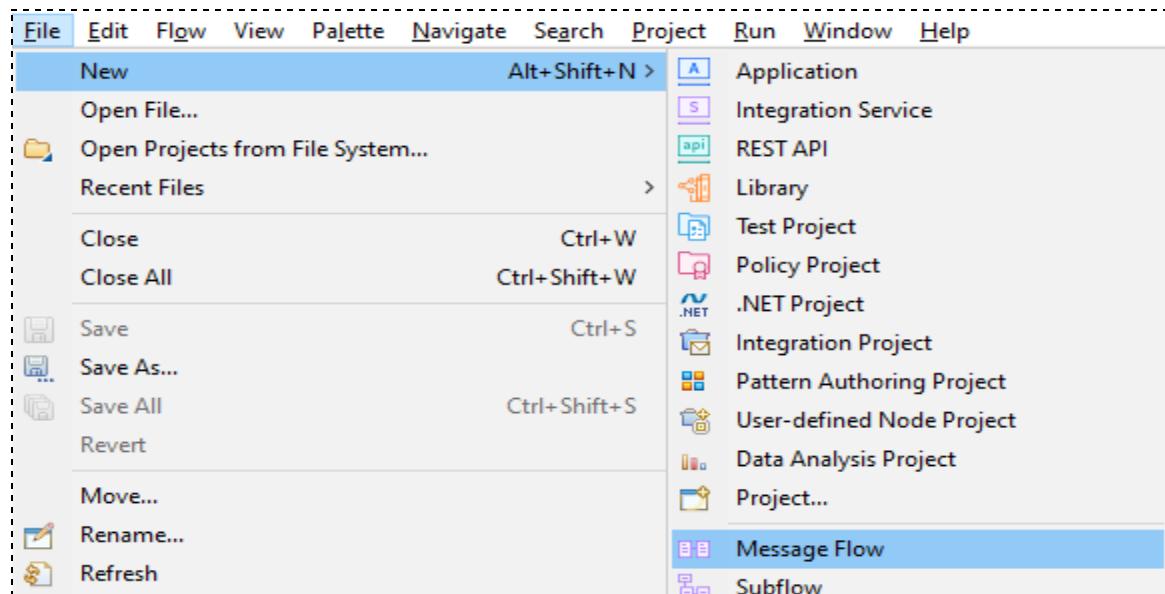 File Edit Flow View Palette Navigate Search Project Run Window Help
New Alt+Shift+N >
Open File...
Open Projects from File System...
Recent Files >
Close Ctrl+W
Close All Ctrl+Shift+W
Save Ctrl+S
Save As...
Save All Ctrl+Shift+S
Revert
Move...
Rename...
Refresh
A Application
S Integration Service
api REST API
Library
Test Project
Policy Project
.NET .NET Project
Integration Project
Pattern Authoring Project
User-defined Node Project
Data Analysis Project
Project...
Message Flow
Subflow